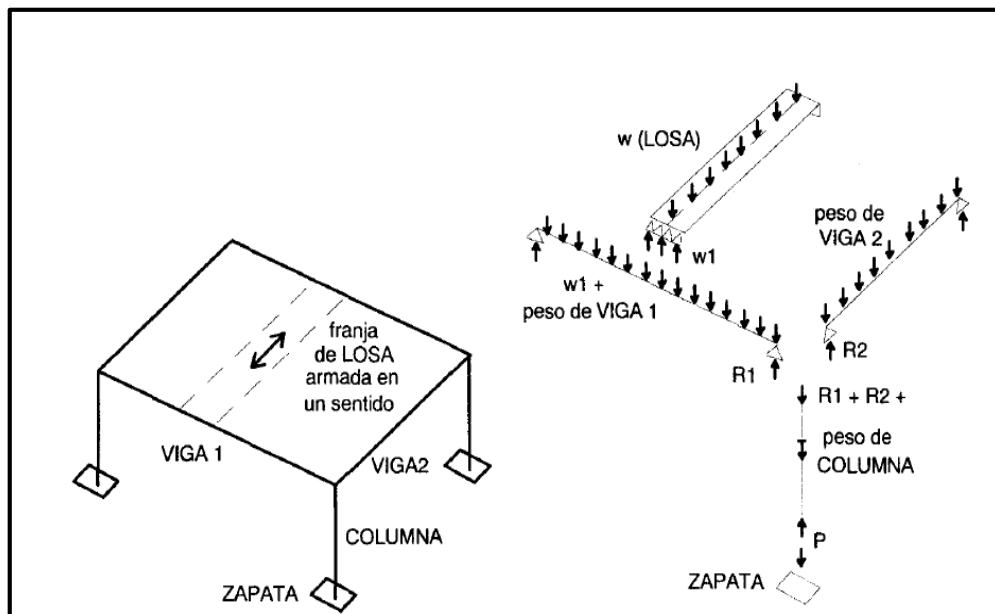 franja
de LOSA
armada en
un sentido
VIGA 1
VIGA2
COLUMNA
ZAPATA
w (LOSA)
w1
w1 +
peso de VIGA 1
R1
peso de
VIGA 2
R2
R1 + R2 +
peso de
COLUMNA
P
ZAPATA